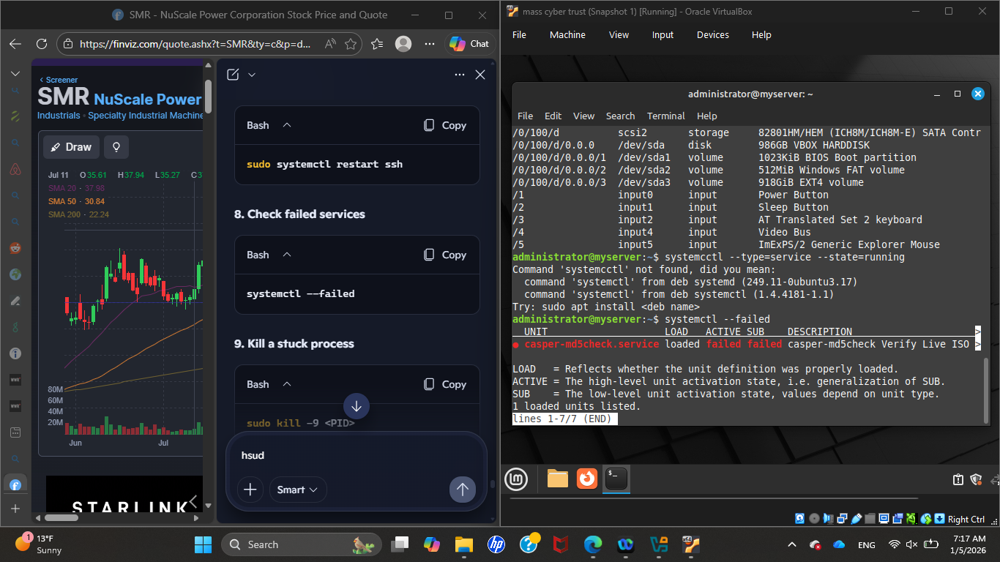 SMR - NuScale Power Corporation Stock Price and Quote
https://finviz.com/quote.ashx?t=SMR&ty=c&p=d...
Chat
Screener
SMR NuScale Power
Industrials • Specialty Industrial Machine
Draw
Jul 11 O35.61 H37.94 L35.27 C3
SMA 20 · 37.98
SMA 50 · 30.84
SMA 200 · 22.24
80M
60M
40M
20M
Jun Jul
STARLINK
Bash
Copy
sudo systemctl restart ssh
8. Check failed services
Bash
Copy
systemctl --failed
9. Kill a stuck process
Bash
Copy
sudo kill -9 <PID>
hsud
Smart
mass cyber trust (Snapshot 1) [Running] - Oracle VirtualBox
File Machine View Input Devices Help
administrator@myserver: ~
File Edit View Search Terminal Help
/0/100/d scsi2 storage 82801HM/HEM (ICH8M/ICH8M-E) SATA Contr
/0/100/d/0.0.0 /dev/sda disk 986GB VBOX HARDDISK
/0/100/d/0.0.0/1 /dev/sda1 volume 1023KiB BIOS Boot partition
/0/100/d/0.0.0/2 /dev/sda2 volume 512MiB Windows FAT volume
/0/100/d/0.0.0/3 /dev/sda3 volume 918GiB EXT4 volume
/1 input0 input Power Button
/2 input1 input Sleep Button
/3 input2 input AT Translated Set 2 keyboard
/4 input4 input Video Bus
/5 input5 input ImExPS/2 Generic Explorer Mouse
administrator@myserver:~$ systemcctl --type=service --state=running
Command 'systemcctl' not found, did you mean:
command 'systemctl' from deb systemd (249.11-0ubuntu3.17)
command 'systemctl' from deb systemctl (1.4.4181-1.1)
Try: sudo apt install <deb name>
administrator@myserver:~$ systemctl --failed
UNIT LOAD ACTIVE SUB DESCRIPTION >
● casper-md5check.service loaded failed failed casper-md5check Verify Live ISO >
LOAD = Reflects whether the unit definition was properly loaded.
ACTIVE = The high-level unit activation state, i.e. generalization of SUB.
SUB = The low-level unit activation state, values depend on unit type.
1 loaded units listed.
lines 1-7/7 (END)
Right Ctrl
1
13°F
Sunny
Search
ENG
7:17 AM
1/5/2026